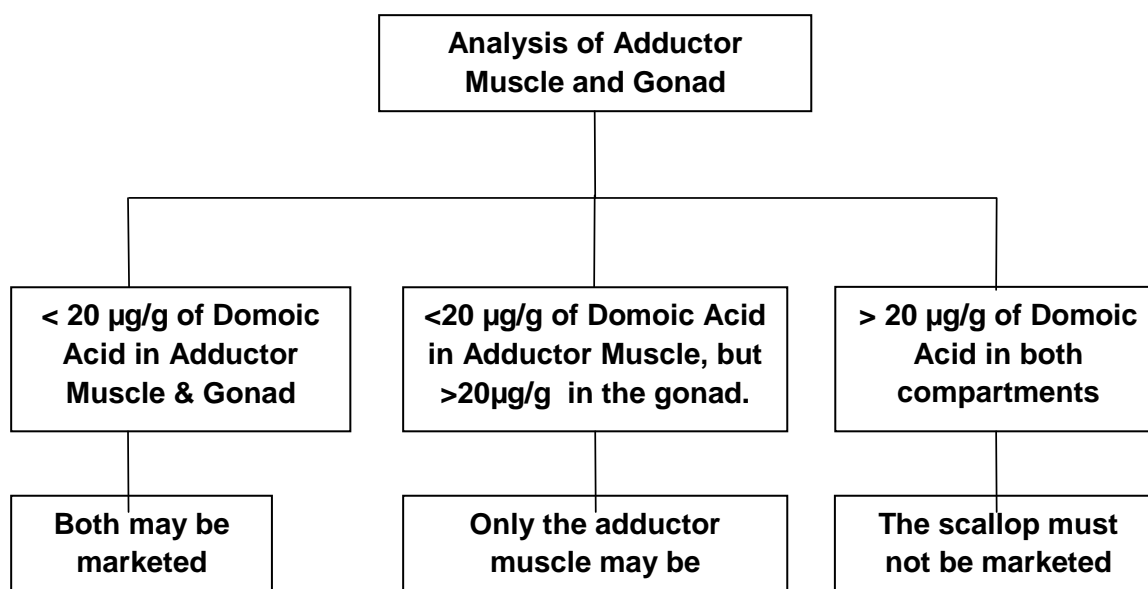 Analysis of Adductor
Muscle and Gonad
< 20 µg/g of Domoic
Acid in Adductor
Muscle & Gonad
<20 µg/g of Domoic Acid
in Adductor Muscle, but
>20µg/g in the gonad.
> 20 µg/g of Domoic
Acid in both
compartments
Both may be
marketed
Only the adductor
muscle may be
The scallop must
not be marketed